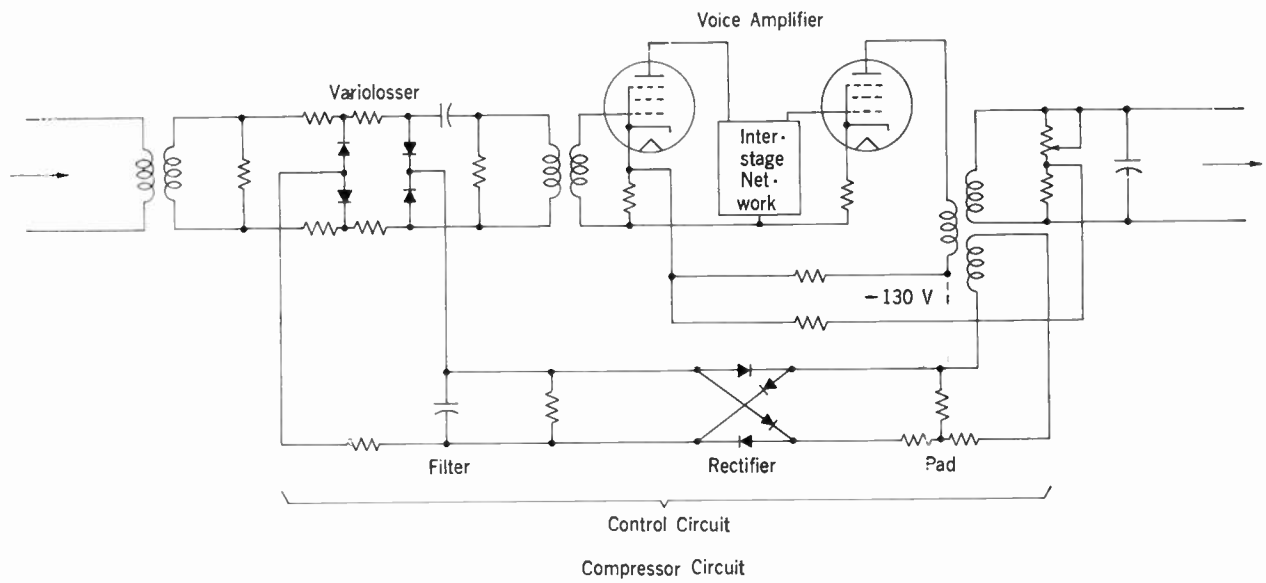 Voice Amplifier
Variolosser
Inter-
stage
Net-
work
–130 V
Filter
Rectifier
Pad
Control Circuit
Compressor Circuit